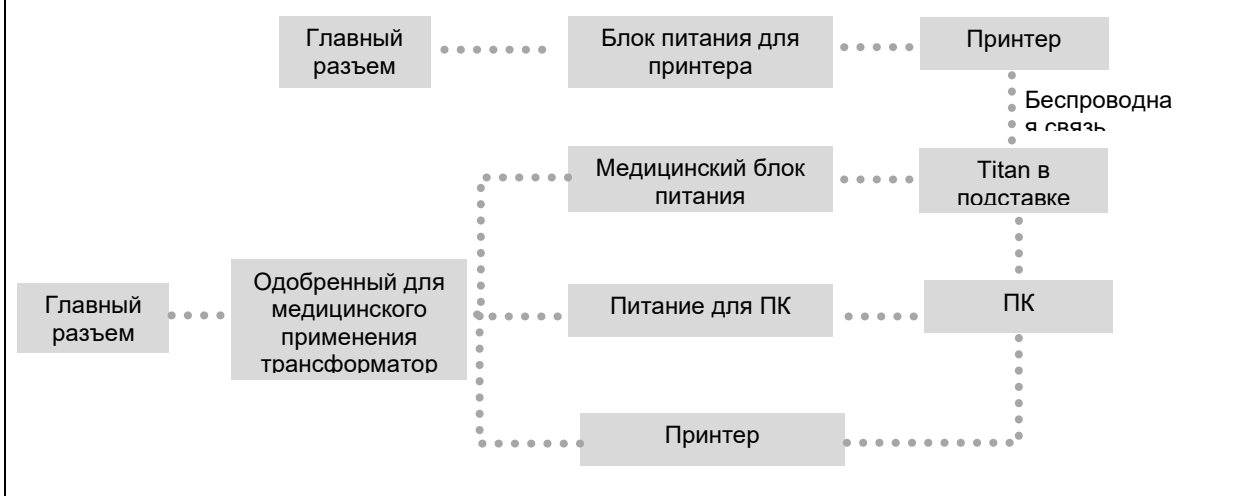 Главный
разъем
Блок питания для
принтера
Принтер
Беспроводна
я связь
Медицинский блок
питания
Titan в
подставке
Главный
разъем
Одобренный для
медицинского
применения
трансформатор
Питание для ПК
ПК
Принтер